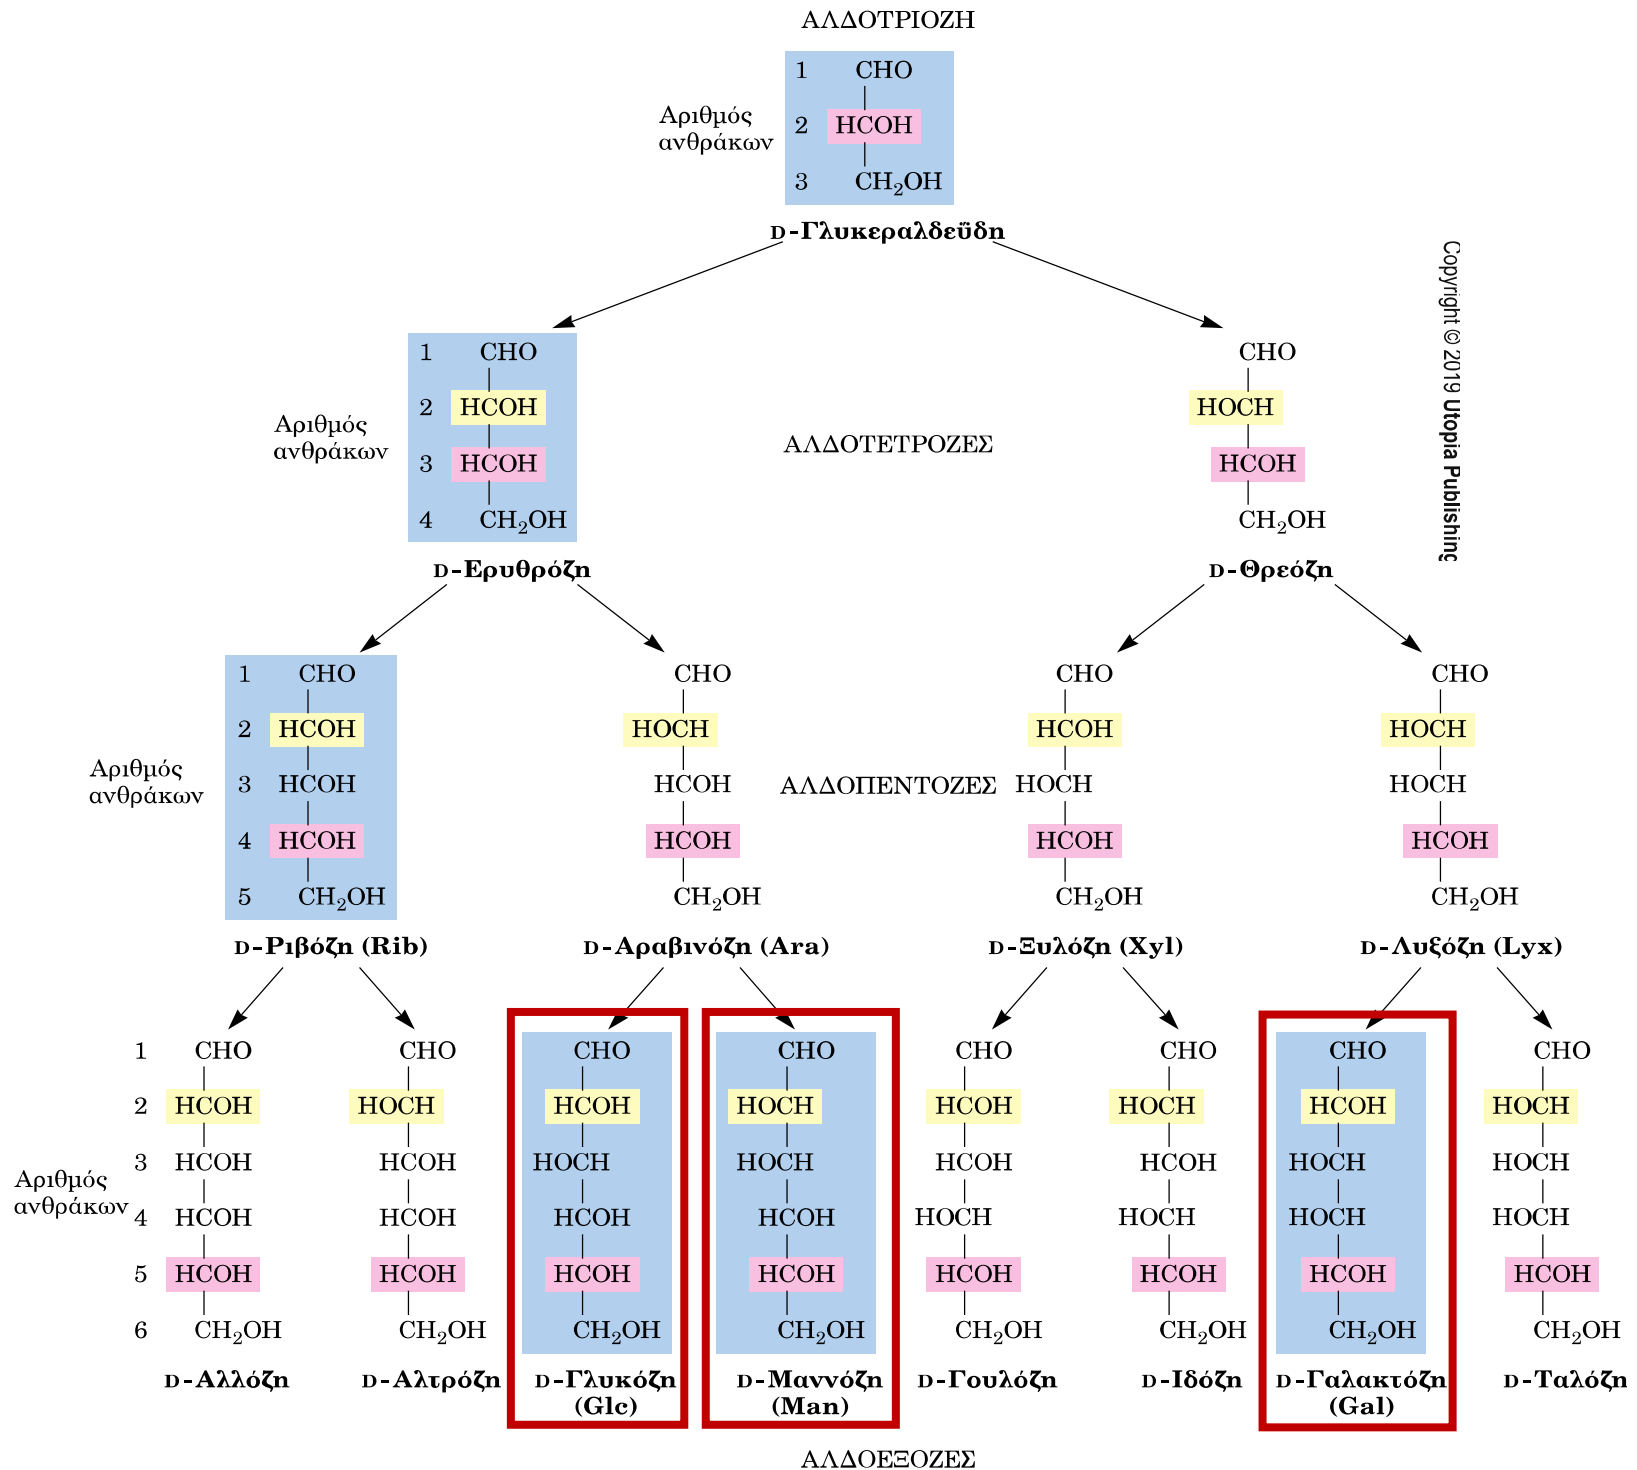 ΑΛΔΟΤΡΙΟΖΗ
1 CHO
Αριθμός
ανθράκων
2 HCOH
3 CH₂OH
D-Γλυκεραλδεΰδη
Copyright © 2019 Utopia Publishing
1 CHO CHO
2 HCOH HOCH
Αριθμός
ανθράκων
ΑΛΔΟΤΕΤΡΟΖΕΣ
3 HCOH HCOH
4 CH₂OH CH₂OH
D-Ερυθρόζη D-Θρεόζη
1 CHO CHO CHO CHO
2 HCOH HOCH HCOH HOCH
Αριθμός
ανθράκων
3 HCOH HCOH ΑΛΔΟΠΕΝΤΟΖΕΣ HOCH HOCH
4 HCOH HCOH HCOH HCOH
5 CH₂OH CH₂OH CH₂OH CH₂OH
D-Ριβόζη (Rib) D-Αραβινόζη (Ara) D-Ξυλόζη (Xyl) D-Λυξόζη (Lyx)
1 CHO CHO CHO CHO CHO CHO CHO CHO
2 HCOH HOCH HCOH HOCH HCOH HOCH HCOH HOCH
3 HCOH HCOH HOCH HOCH HCOH HCOH HOCH HOCH
Αριθμός
ανθράκων
4 HCOH HCOH HCOH HCOH HOCH HOCH HOCH HOCH
5 HCOH HCOH HCOH HCOH HCOH HCOH HCOH HCOH
6 CH₂OH CH₂OH CH₂OH CH₂OH CH₂OH CH₂OH CH₂OH CH₂OH
D-Αλλόζη D-Αλτρόζη D-Γλυκόζη D-Μαννόζη D-Γουλόζη D-Ιδόζη D-Γαλακτόζη D-Ταλόζη
(Glc) (Man) (Gal)
ΑΛΔΟΕΞΟΖΕΣ